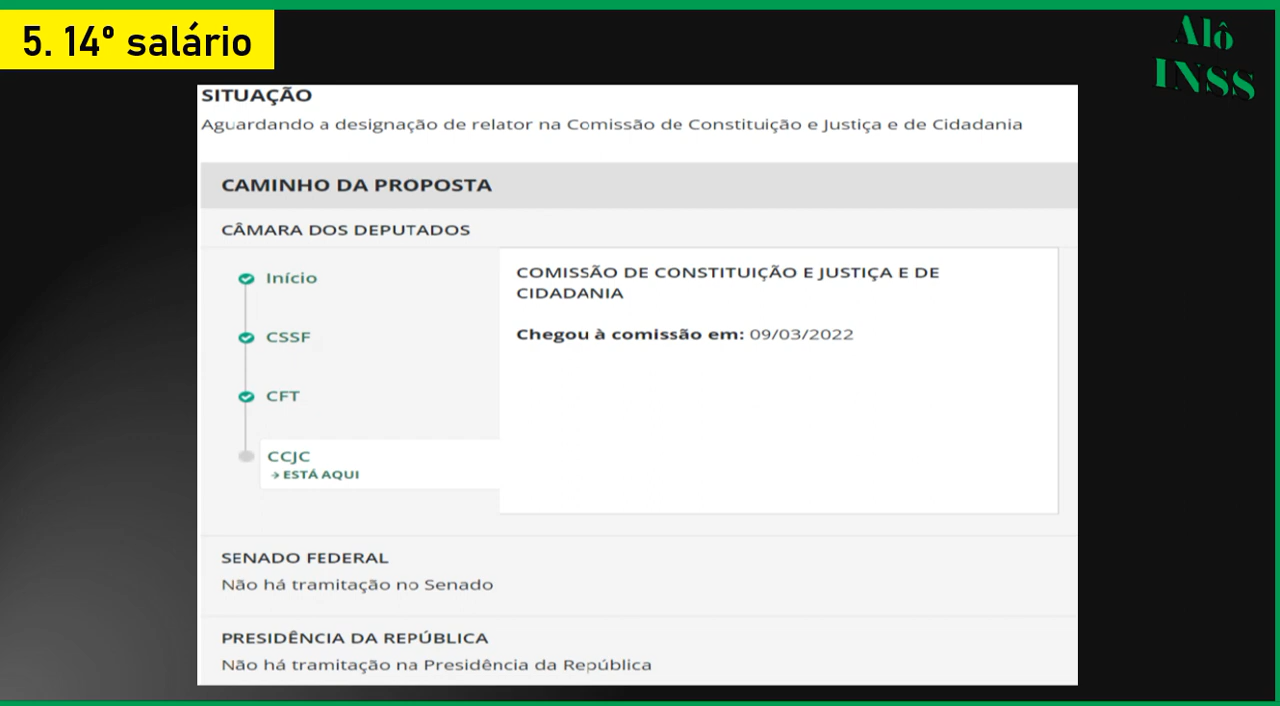 5. 14º salário
Alô
INSS
SITUAÇÃO
Aguardando a designação de relator na Comissão de Constituição e Justiça e de Cidadania
CAMINHO DA PROPOSTA
CÂMARA DOS DEPUTADOS
Início
CSSF
CFT
CCJC
→ ESTÁ AQUI
COMISSÃO DE CONSTITUIÇÃO E JUSTIÇA E DE
CIDADANIA
Chegou à comissão em: 09/03/2022
SENADO FEDERAL
Não há tramitação no Senado
PRESIDÊNCIA DA REPÚBLICA
Não há tramitação na Presidência da República